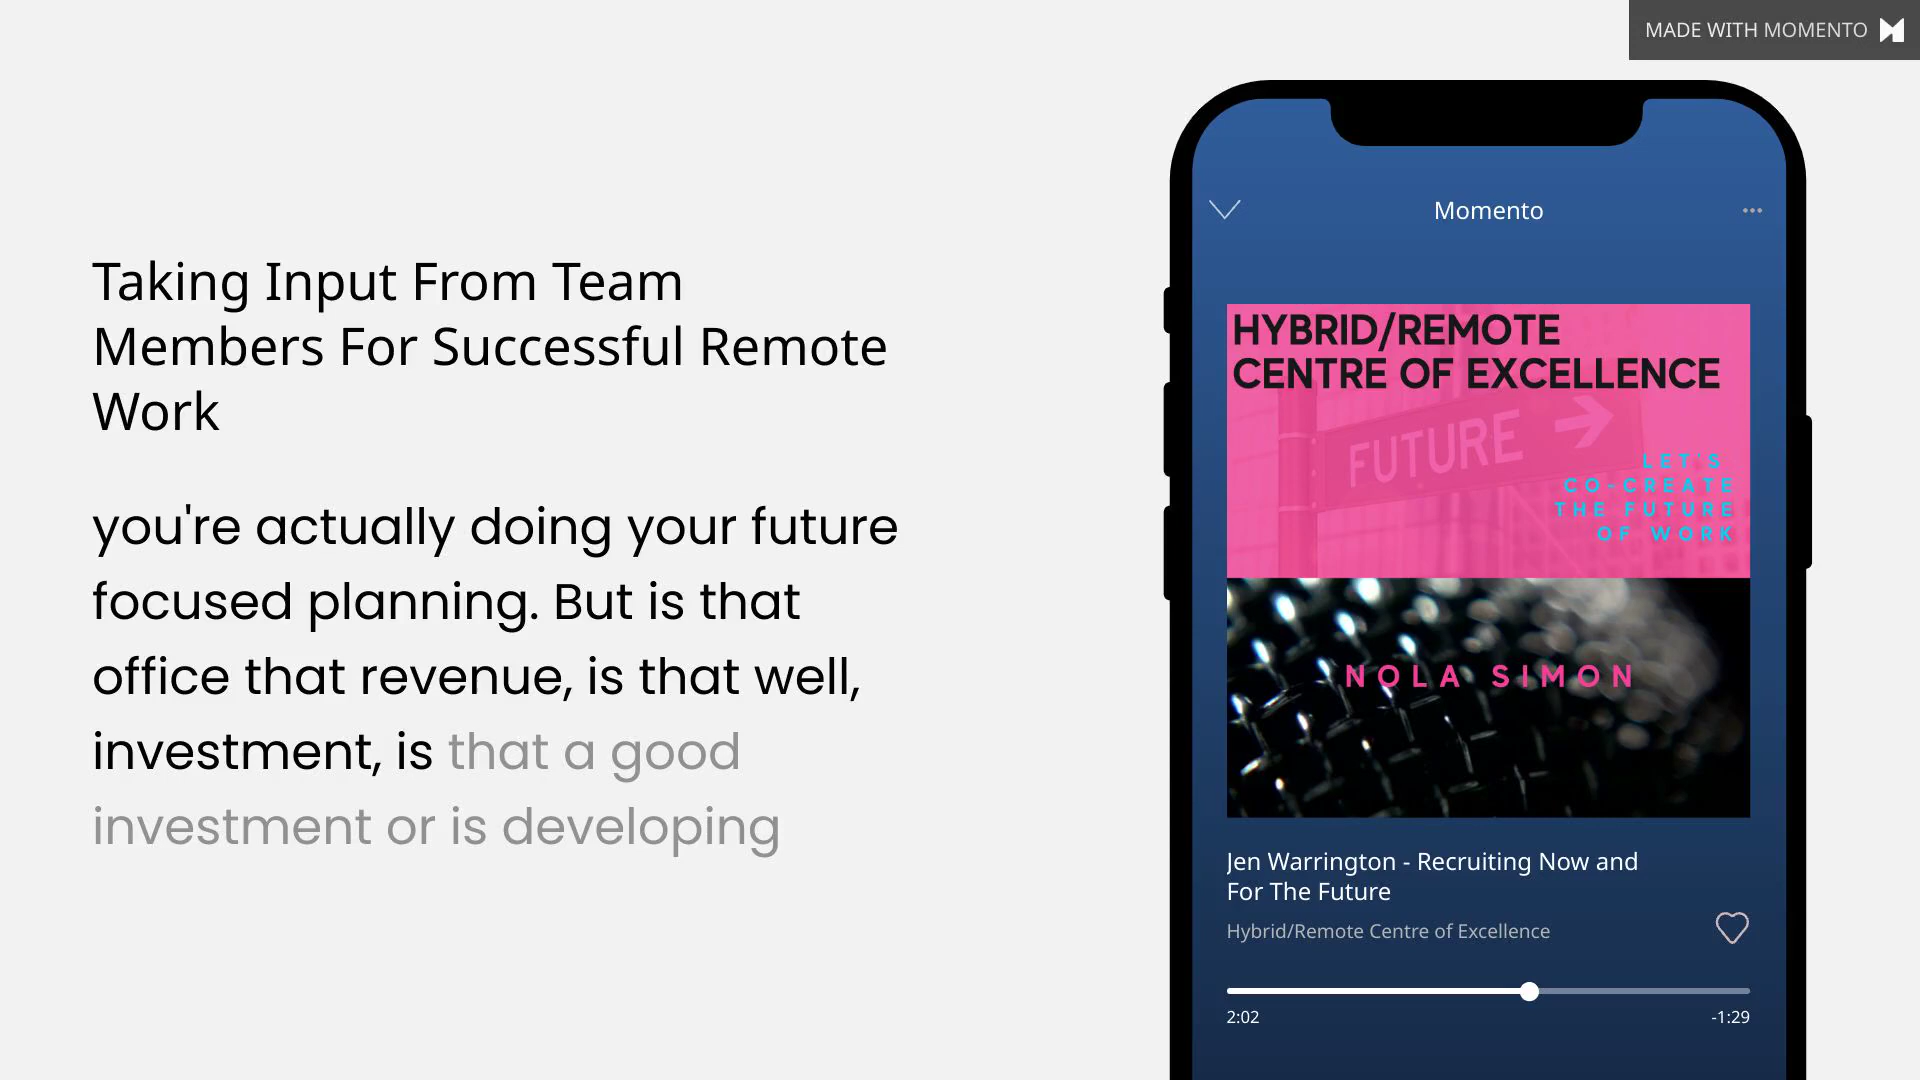 MADE WITH MOMENTO
Taking Input From Team
Members For Successful Remote
Work
you're actually doing your future
focused planning. But is that
office that revenue, is that well,
investment, is that a good
investment or is developing
Momento
HYBRID/REMOTE
CENTRE OF EXCELLENCE
FUTURE
LET'S
CO-CREATE
THE FUTURE
OF WORK
NOLA SIMON
Jen Warrington - Recruiting Now and
For The Future
Hybrid/Remote Centre of Excellence
2:02
-1:29